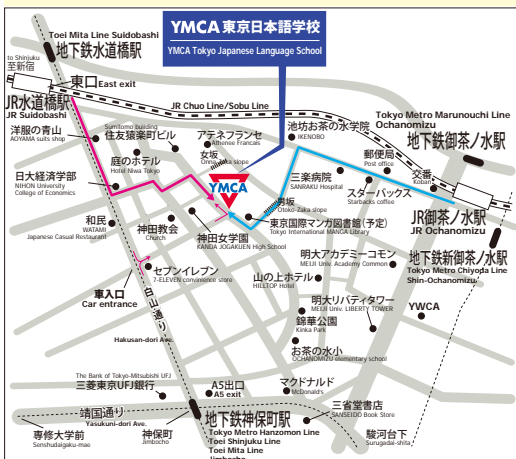 YMCA 東京日本語学校
YMCA Tokyo Japanese Language School
Toei Mita Line Suidobashi
地下鉄水道橋駅
to Shinjuku
至新宿
東口 East exit
JR水道橋駅
JR Suidobashi
JR Chuo Line/Sobu Line
Tokyo Metro Marunouchi Line
Ochanomizu
地下鉄御茶ノ水駅
洋服の青山
AOYAMA suits shop
Sumitomo building
住友猿楽町ビル
アテネフランセ
Athenee Francais
池坊お茶の水学院
IKENOBO
郵便局
Post office
庭のホテル
Hotel Niwa Tokyo
女坂
Onna-zaka slope
三楽病院
SANRAKU Hospital
スターバックス
Starbacks coffee
交番
Koban
日大経済学部
NIHON University
College of Economics
YMCA
男坂
Otoko-Zaka slope
JR御茶ノ水駅
JR Ochanomizu
和民
WATAMI
Japanese Casual Restaurant
神田教会
Church
神田女学園
KANDA JOGAKUEN High School
東京国際マンガ図書館(予定)
Tokyo International MANGA Library
地下鉄新御茶ノ水駅
Tokyo Metro Chiyoda Line
Shin-Ochanomizu
明大アカデミーコモン
MEIJI Univ. Academy Common
セブンイレブン
7-ELEVEN convenience store
山の上ホテル
HILLTOP Hotel
車入口
Car entrance
白山通り
Hakusan-dori Ave.
明大リバティタワー
MEIJI Univ. LIBERTY TOWER
YWCA
錦華公園
Kinka Park
お茶の水小
OCHANOMIZU elementary school
The Bank of Tokyo-Mitsubishi UFJ
三菱東京UFJ銀行
A5出口
A5 exit
マクドナルド
McDonald's
靖国通り
Yasukuni-dori Ave.
地下鉄神保町駅
Tokyo Metro Hanzomon Line
Toei Shinjuku Line
Toei Mita Line
Jimbocho
三省堂書店
SANSEIDO Book Store
専修大学前
Senshudaigaku-mae
神保町
Jimbocho
駿河台下
Surugadai-shita